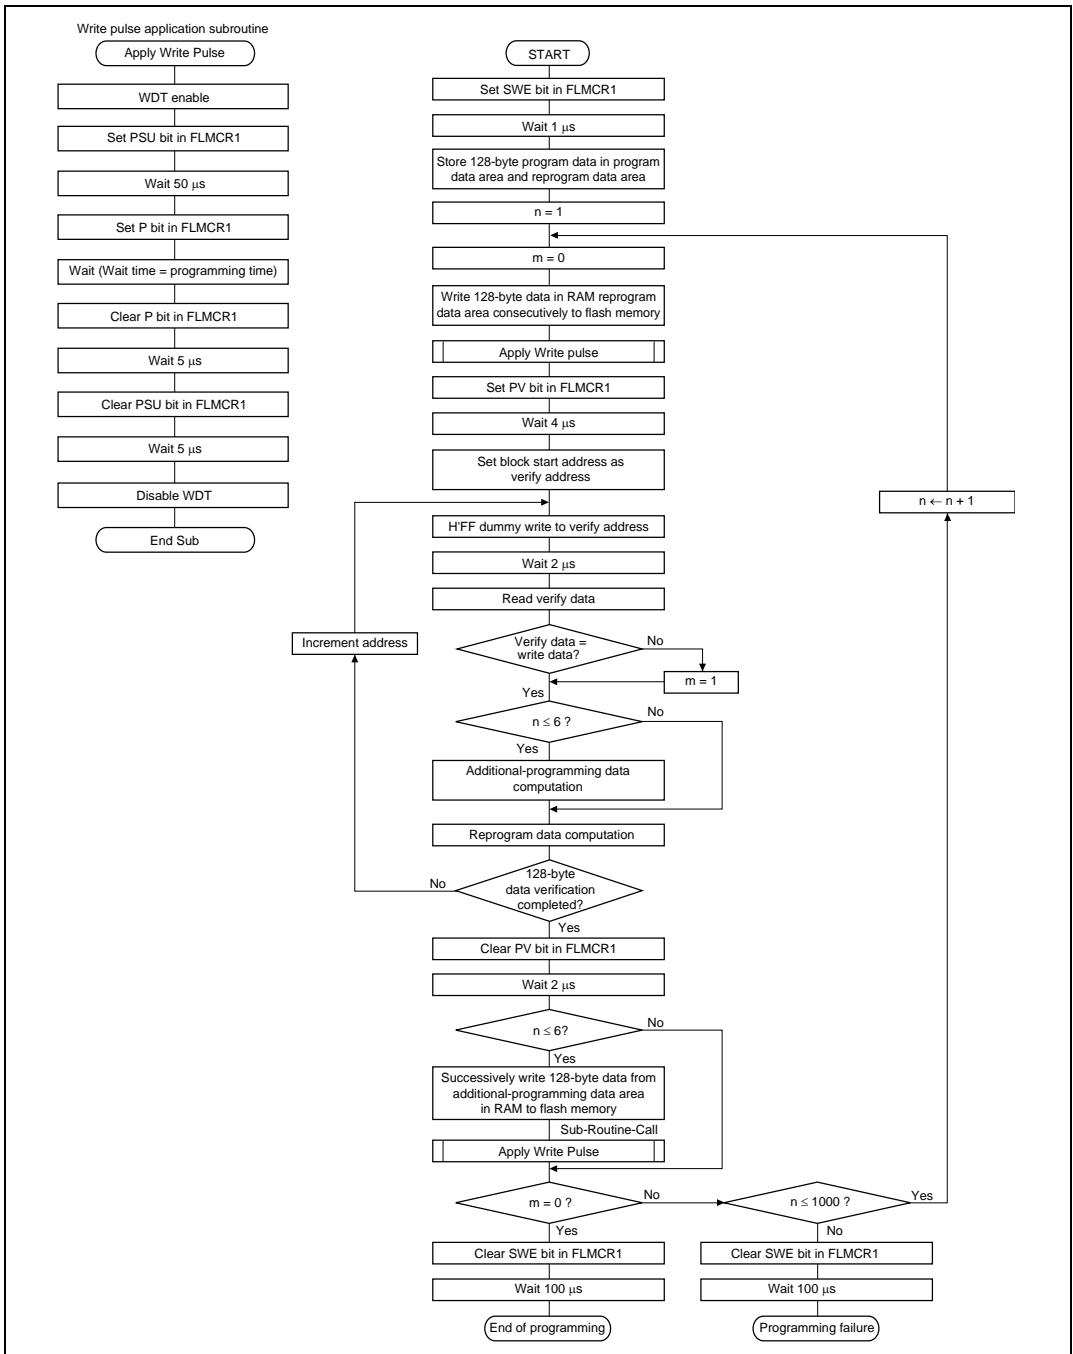 Write pulse application subroutine
Apply Write Pulse
WDT enable
Set PSU bit in FLMCR1
Wait 50 μs
Set P bit in FLMCR1
Wait (Wait time = programming time)
Clear P bit in FLMCR1
Wait 5 μs
Clear PSU bit in FLMCR1
Wait 5 μs
Disable WDT
End Sub
START
Set SWE bit in FLMCR1
Wait 1 μs
Store 128-byte program data in program
data area and reprogram data area
n = 1
m = 0
Write 128-byte data in RAM reprogram
data area consecutively to flash memory
Apply Write pulse
Set PV bit in FLMCR1
Wait 4 μs
Set block start address as
verify address
n ← n + 1
H'FF dummy write to verify address
Wait 2 μs
Read verify data
Increment address
Verify data =
write data?
No
m = 1
Yes
n ≤ 6 ?
No
Yes
Additional-programming data
computation
Reprogram data computation
128-byte
data verification
completed?
No
Yes
Clear PV bit in FLMCR1
Wait 2 μs
n ≤ 6?
No
Yes
Successively write 128-byte data from
additional-programming data area
in RAM to flash memory
Sub-Routine-Call
Apply Write Pulse
m = 0 ?
No
n ≤ 1000 ?
Yes
Yes
No
Clear SWE bit in FLMCR1
Clear SWE bit in FLMCR1
Wait 100 μs
Wait 100 μs
End of programming
Programming failure